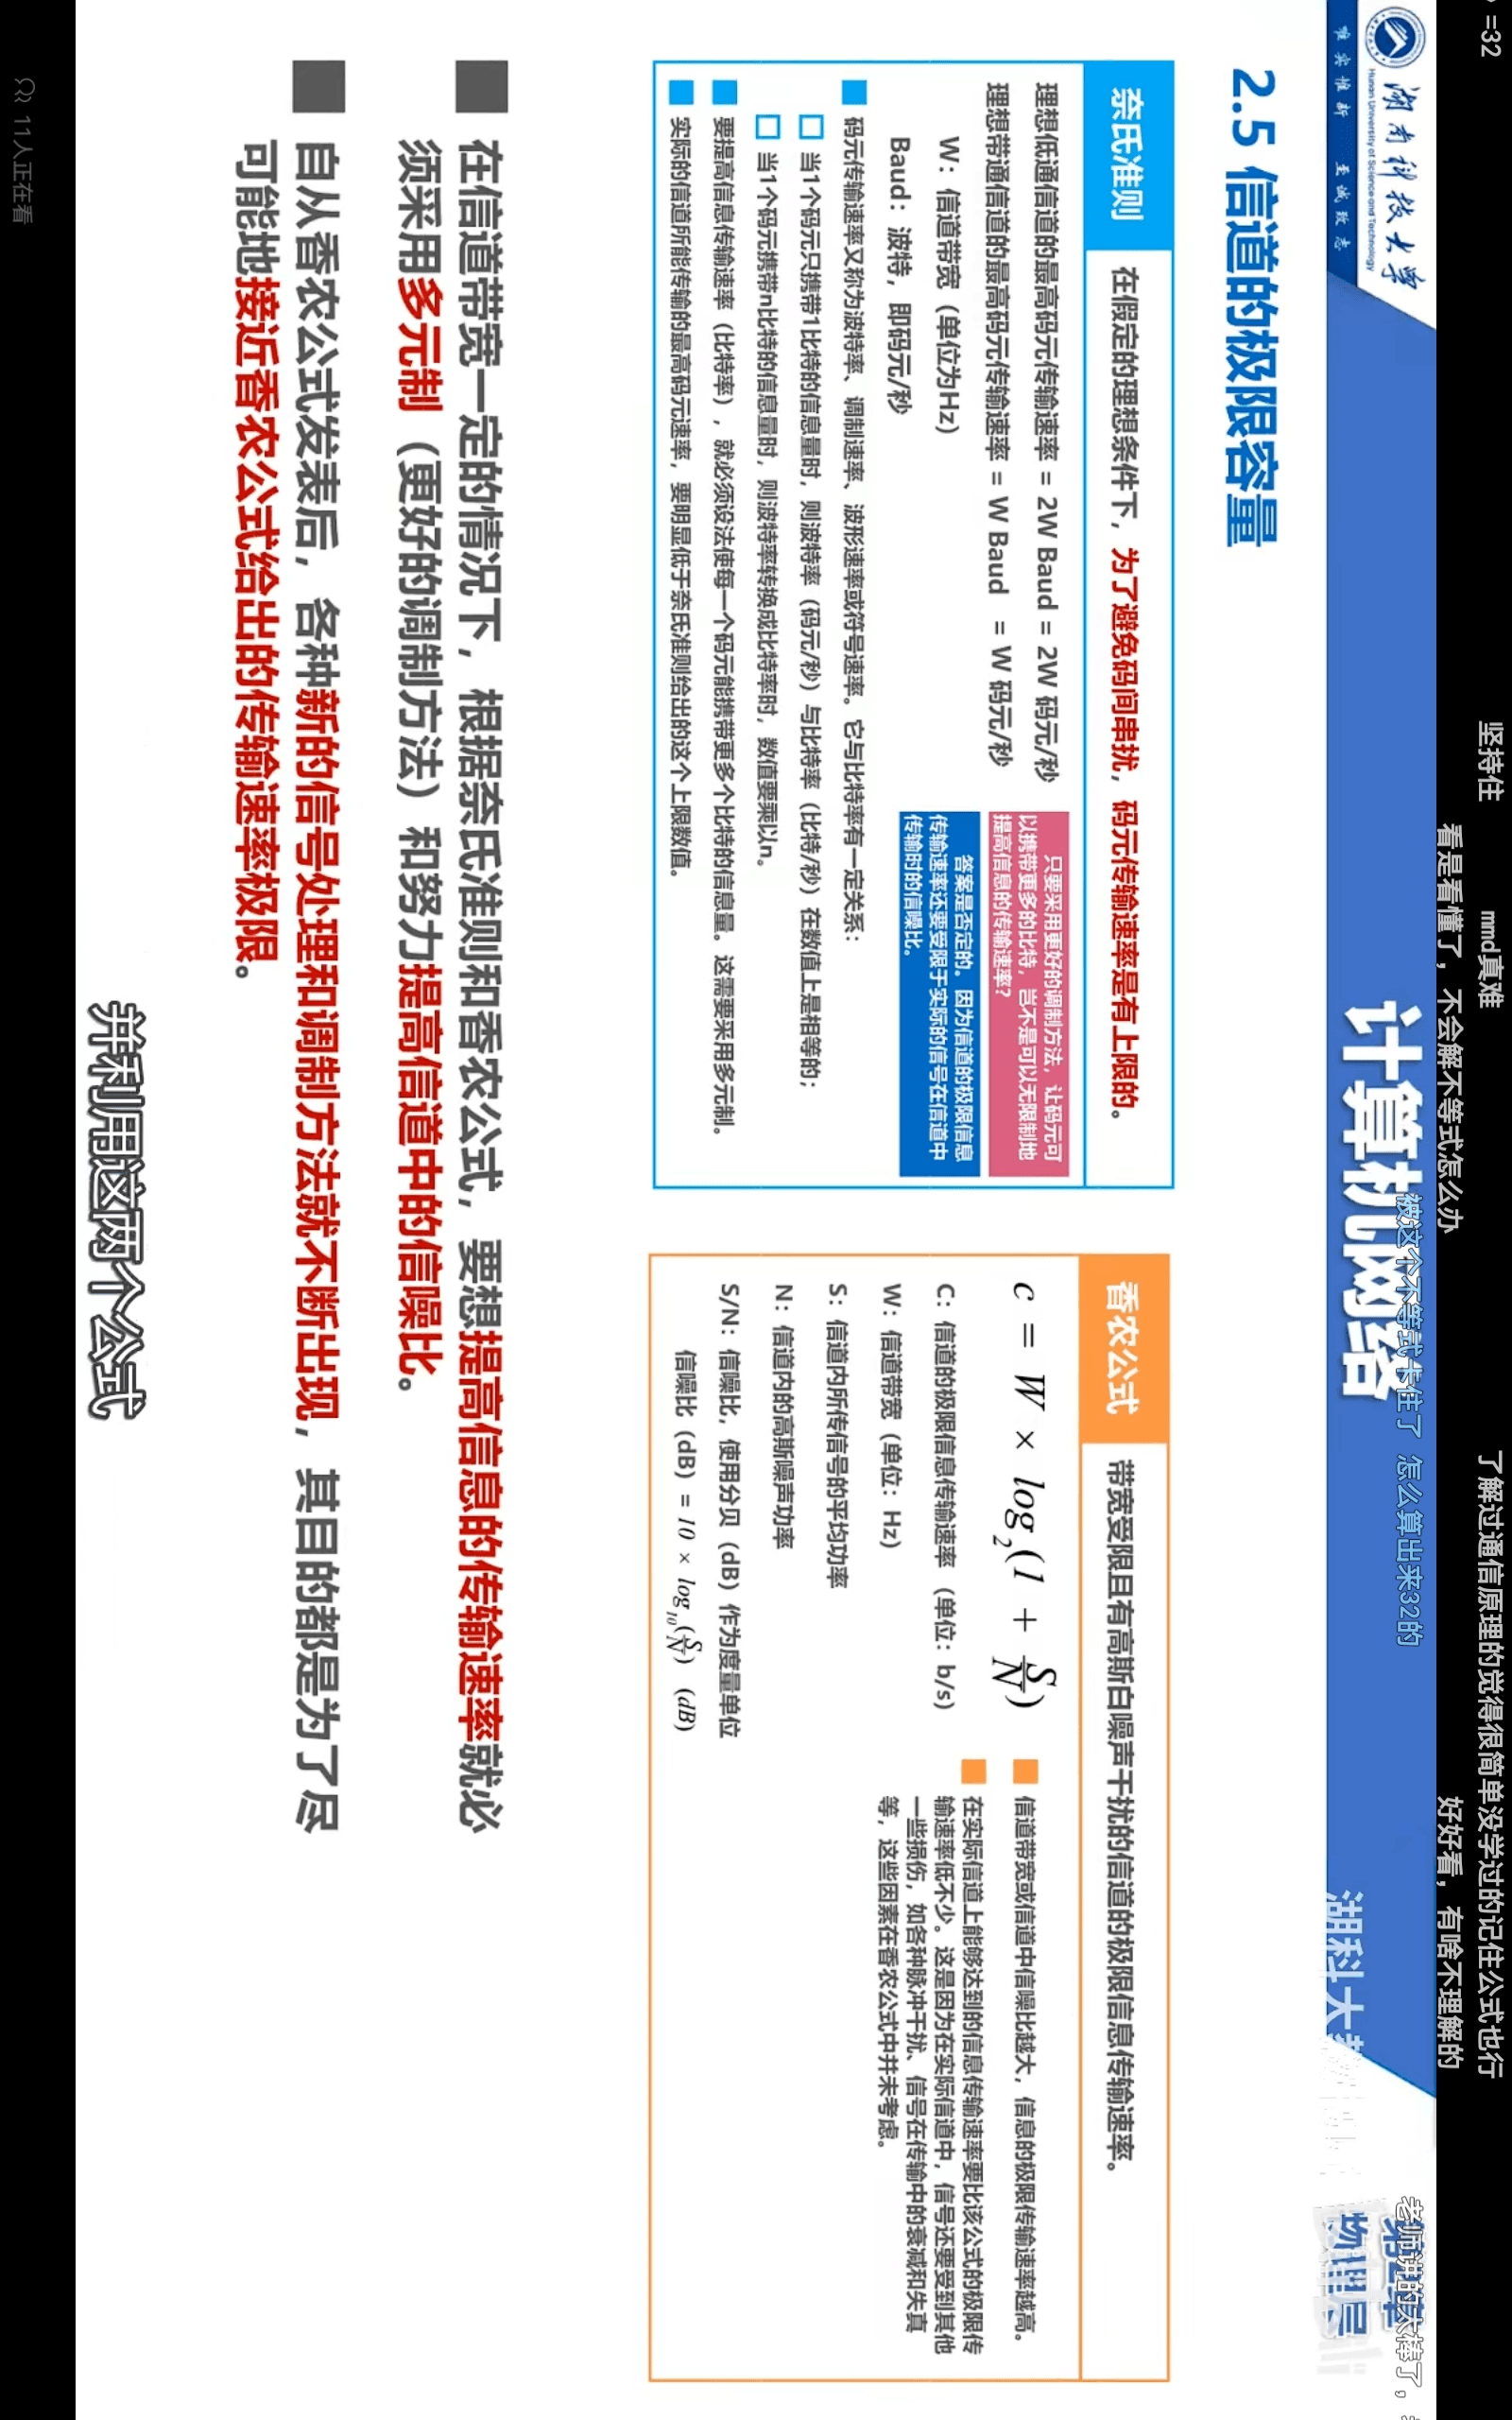 >=32
坚持住
mmd真难
了解过通信原理的觉得很简单没学过的记住公式也行
看是看懂了，不会解不等式怎么办
好好看，有啥不理解的
被这个不等式卡住了 怎么算出来32的
老师讲的太棒了，
湖南科技大学
Hunan University of Science and Technology
唯实惟新 至诚致志
计算机网络
湖科大教
物理层
2.5 信道的极限容量
奈氏准则
在假定的理想条件下，为了避免码间串扰，码元传输速率是有上限的。
理想低通信道的最高码元传输速率 = 2W Baud = 2W 码元/秒
理想带通信道的最高码元传输速率 = W Baud = W 码元/秒
W：信道带宽（单位为Hz）
Baud：波特，即码元/秒
只要采用更好的调制方法，让码元可
以携带更多的比特，岂不是可以无限制地
提高信息的传输速率？
答案是否定的。因为信道的极限信息
传输速率还要受限于实际的信号在信道中
传输时的信噪比。
码元传输速率又称为波特率、调制速率、波形速率或符号速率。它与比特率有一定关系：
当1个码元只携带1比特的信息量时，则波特率（码元/秒）与比特率（比特/秒）在数值上是相等的；
当1个码元携带n比特的信息量时，则波特率转换成比特率时，数值要乘以n。
要提高信息传输速率（比特率），就必须设法使每一个码元能携带更多个比特的信息量。这需要采用多元制。
实际的信道所能传输的最高码元速率，要明显低于奈氏准则给出的这个上限数值。
香农公式
带宽受限且有高斯白噪声干扰的信道的极限信息传输速率。
c = W × log₂(1 + S/N)
C：信道的极限信息传输速率 （单位：b/s）
W：信道带宽（单位：Hz）
S：信道内所传信号的平均功率
N：信道内的高斯噪声功率
S/N：信噪比，使用分贝（dB）作为度量单位
信噪比（dB）= 10 × log₁₀(S/N) (dB)
信道带宽或信道中信噪比越大，信息的极限传输速率越高。
在实际信道上能够达到的信息传输速率要比该公式的极限传
输速率低不少。这是因为在实际信道中，信号还要受到其他
一些损伤，如各种脉冲干扰、信号在传输中的衰减和失真
等，这些因素在香农公式中并未考虑。
在信道带宽一定的情况下，根据奈氏准则和香农公式，要想提高信息的传输速率就必
须采用多元制（更好的调制方法）和努力提高信道中的信噪比。
自从香农公式发表后，各种新的信号处理和调制方法就不断出现，其目的都是为了尽
可能地接近香农公式给出的传输速率极限。
并利用这两个公式
11人正在看